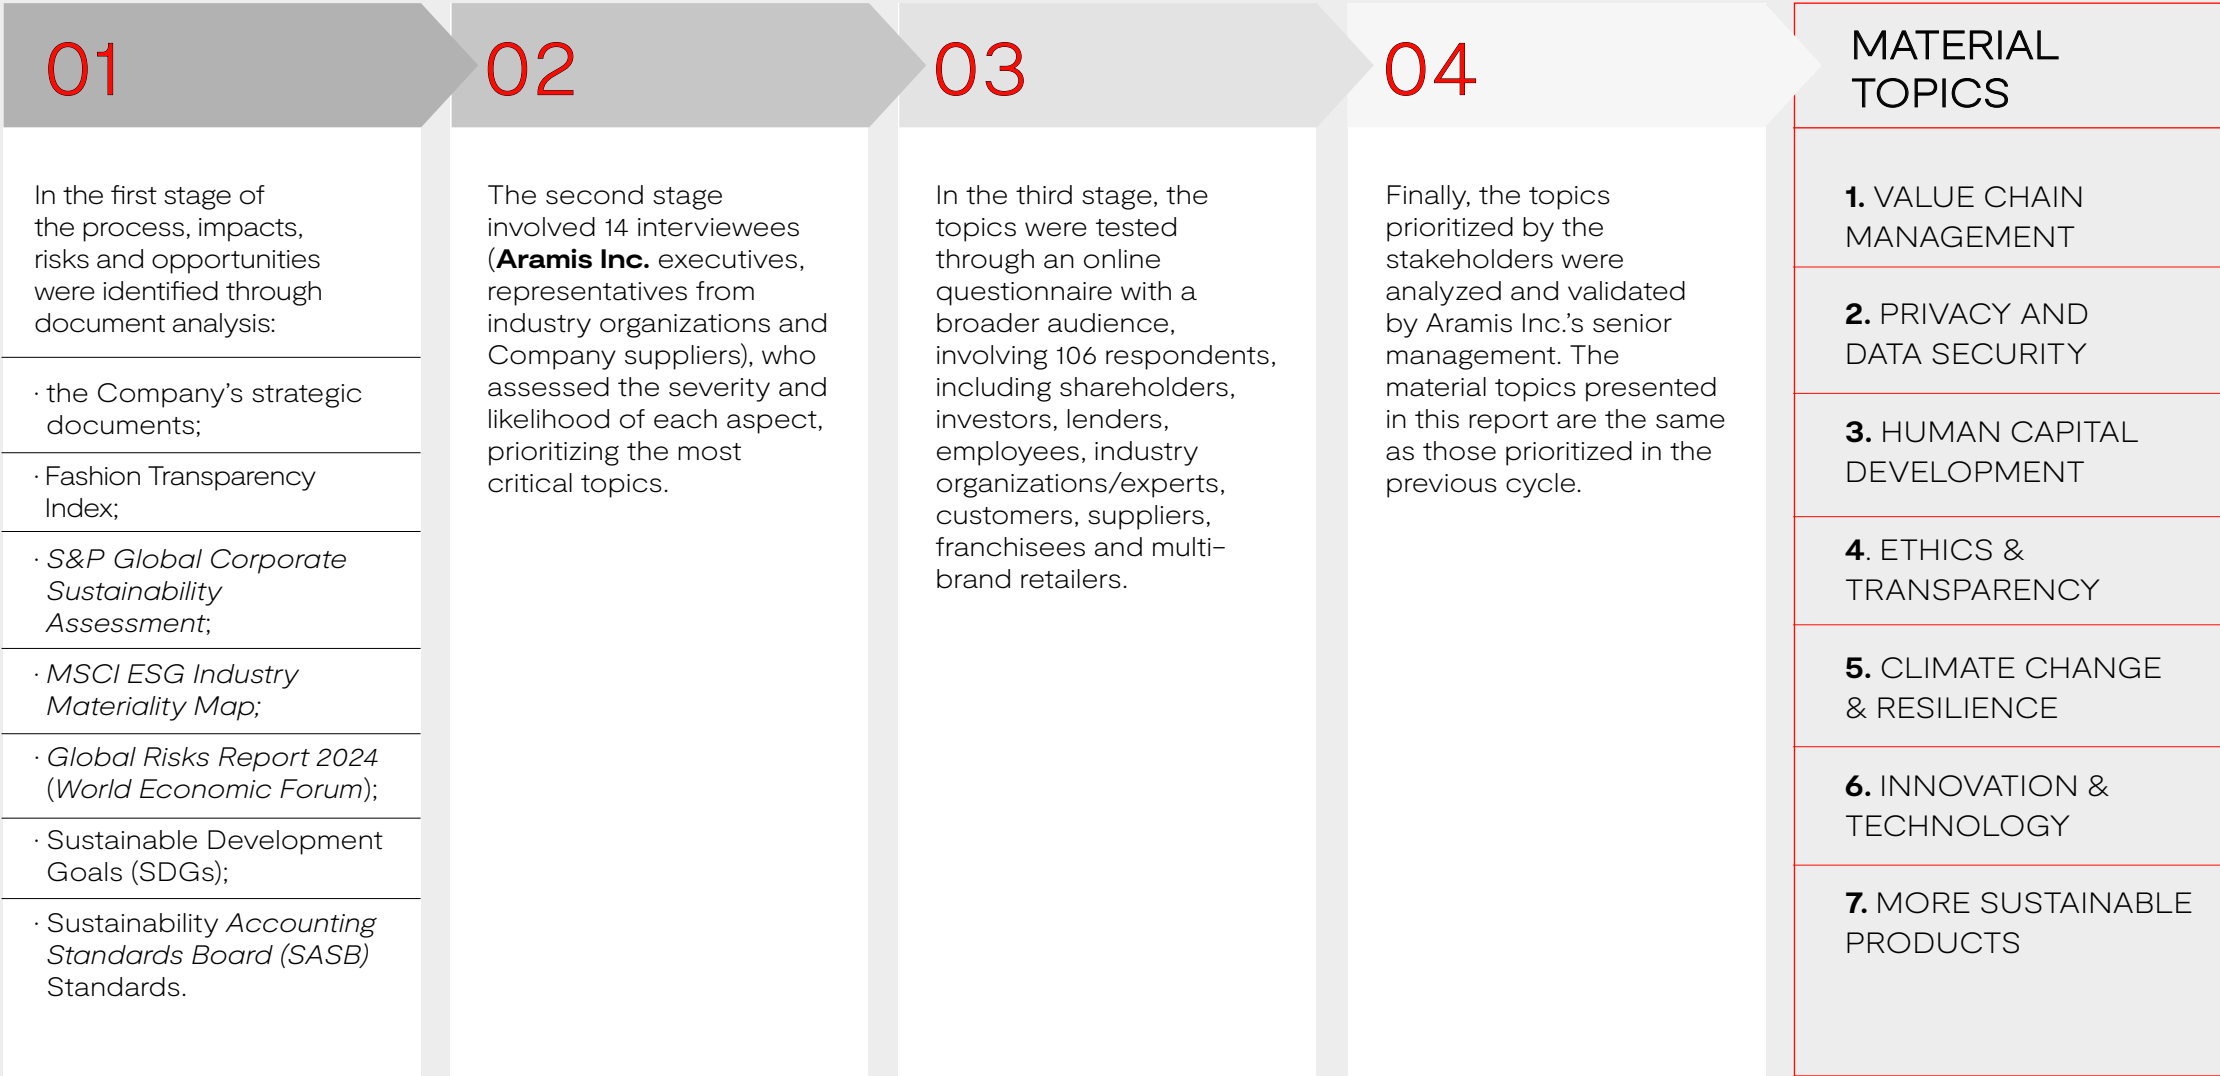 01
In the first stage of
the process, impacts,
risks and opportunities
were identified through
document analysis:
· the Company's strategic
documents;
· Fashion Transparency
Index;
· S&P Global Corporate
Sustainability
Assessment;
· MSCI ESG Industry
Materiality Map;
· Global Risks Report 2024
(World Economic Forum);
· Sustainable Development
Goals (SDGs);
· Sustainability Accounting
Standards Board (SASB)
Standards.
02
The second stage
involved 14 interviewees
(Aramis Inc. executives,
representatives from
industry organizations and
Company suppliers), who
assessed the severity and
likelihood of each aspect,
prioritizing the most
critical topics.
03
In the third stage, the
topics were tested
through an online
questionnaire with a
broader audience,
involving 106 respondents,
including shareholders,
investors, lenders,
employees, industry
organizations/experts,
customers, suppliers,
franchisees and multi-
brand retailers.
04
Finally, the topics
prioritized by the
stakeholders were
analyzed and validated
by Aramis Inc.'s senior
management. The
material topics presented
in this report are the same
as those prioritized in the
previous cycle.
MATERIAL
TOPICS
1. VALUE CHAIN
MANAGEMENT
2. PRIVACY AND
DATA SECURITY
3. HUMAN CAPITAL
DEVELOPMENT
4. ETHICS &
TRANSPARENCY
5. CLIMATE CHANGE
& RESILIENCE
6. INNOVATION &
TECHNOLOGY
7. MORE SUSTAINABLE
PRODUCTS